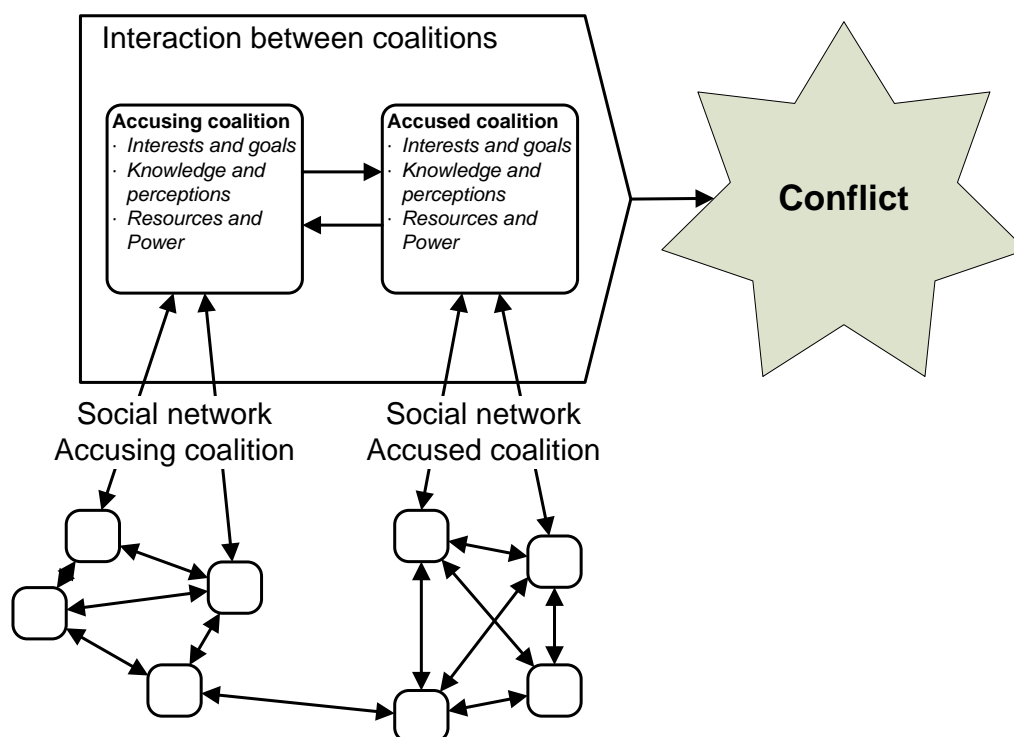 Interaction between coalitions
Accusing coalition
· Interests and goals
· Knowledge and
perceptions
· Resources and
Power
Accused coalition
· Interests and goals
· Knowledge and
perceptions
· Resources and
Power
Conflict
Social network
Accusing coalition
Social network
Accused coalition